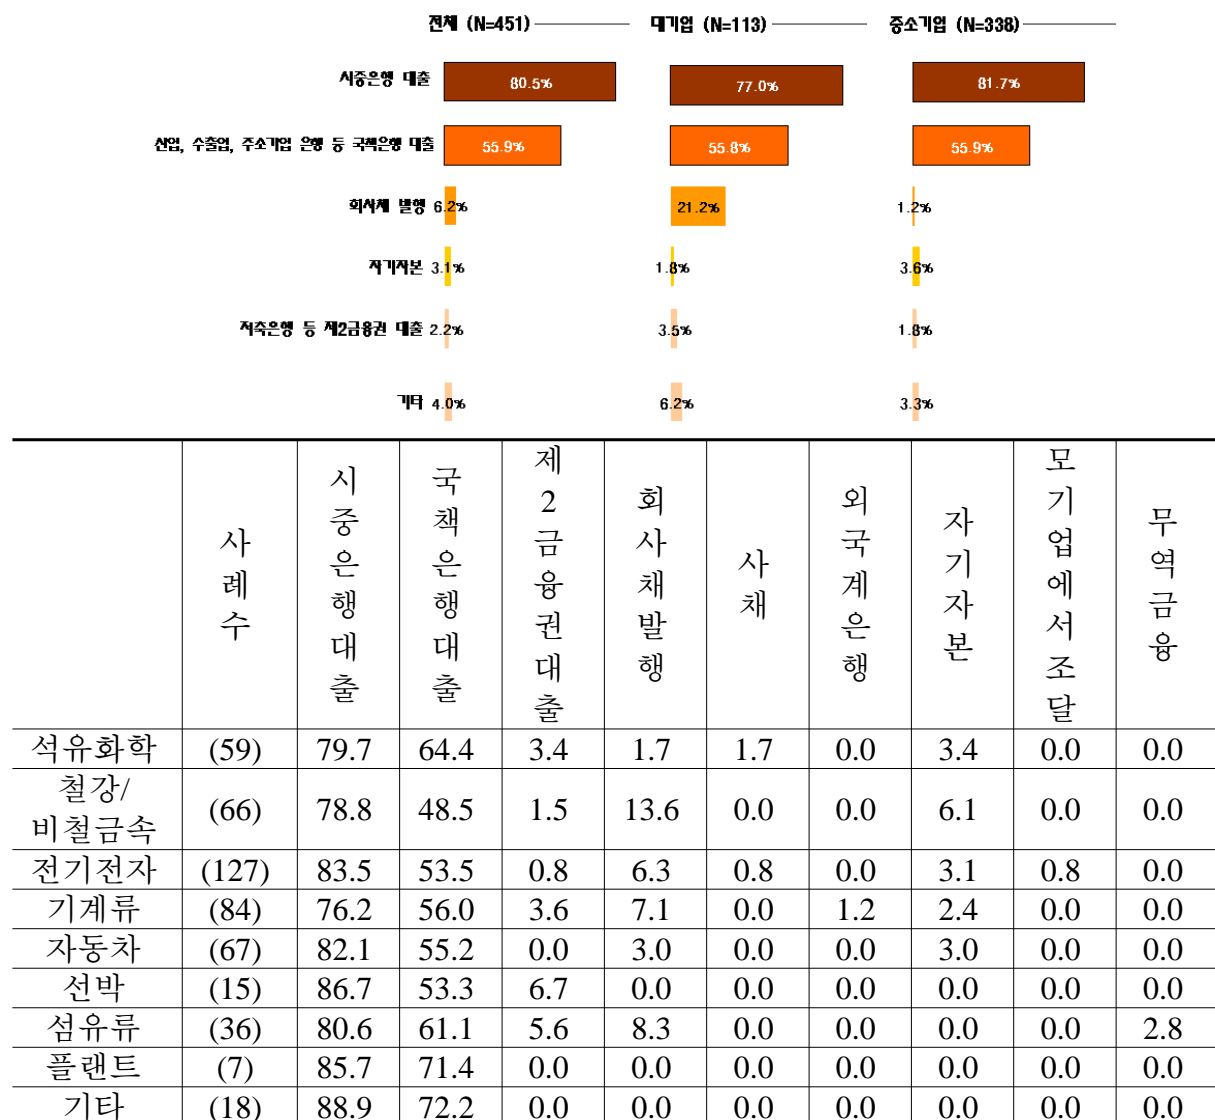 전체 (N=451) 대기업 (N=113) 중소기업 (N=338)
시중은행 대출 80.5% 77.0% 81.7%
산업, 수출입, 중소기업 은행 등 국책은행 대출 55.9% 55.8% 55.9%
회사채 발행 6.2% 21.2% 1.2%
자기자본 3.1% 1.8% 3.6%
저축은행 등 제2금융권 대출 2.2% 3.5% 1.8%
기타 4.0% 6.2% 3.3%
사례수 시중은행대출 국책은행대출 제2금융권대출 회사채발행 사채 외국계은행 자기자본 모기업에서조달 무역금융
석유화학 (59) 79.7 64.4 3.4 1.7 1.7 0.0 3.4 0.0 0.0
철강/
비철금속 (66) 78.8 48.5 1.5 13.6 0.0 0.0 6.1 0.0 0.0
전기전자 (127) 83.5 53.5 0.8 6.3 0.8 0.0 3.1 0.8 0.0
기계류 (84) 76.2 56.0 3.6 7.1 0.0 1.2 2.4 0.0 0.0
자동차 (67) 82.1 55.2 0.0 3.0 0.0 0.0 3.0 0.0 0.0
선박 (15) 86.7 53.3 6.7 0.0 0.0 0.0 0.0 0.0 0.0
섬유류 (36) 80.6 61.1 5.6 8.3 0.0 0.0 0.0 0.0 2.8
플랜트 (7) 85.7 71.4 0.0 0.0 0.0 0.0 0.0 0.0 0.0
기타 (18) 88.9 72.2 0.0 0.0 0.0 0.0 0.0 0.0 0.0